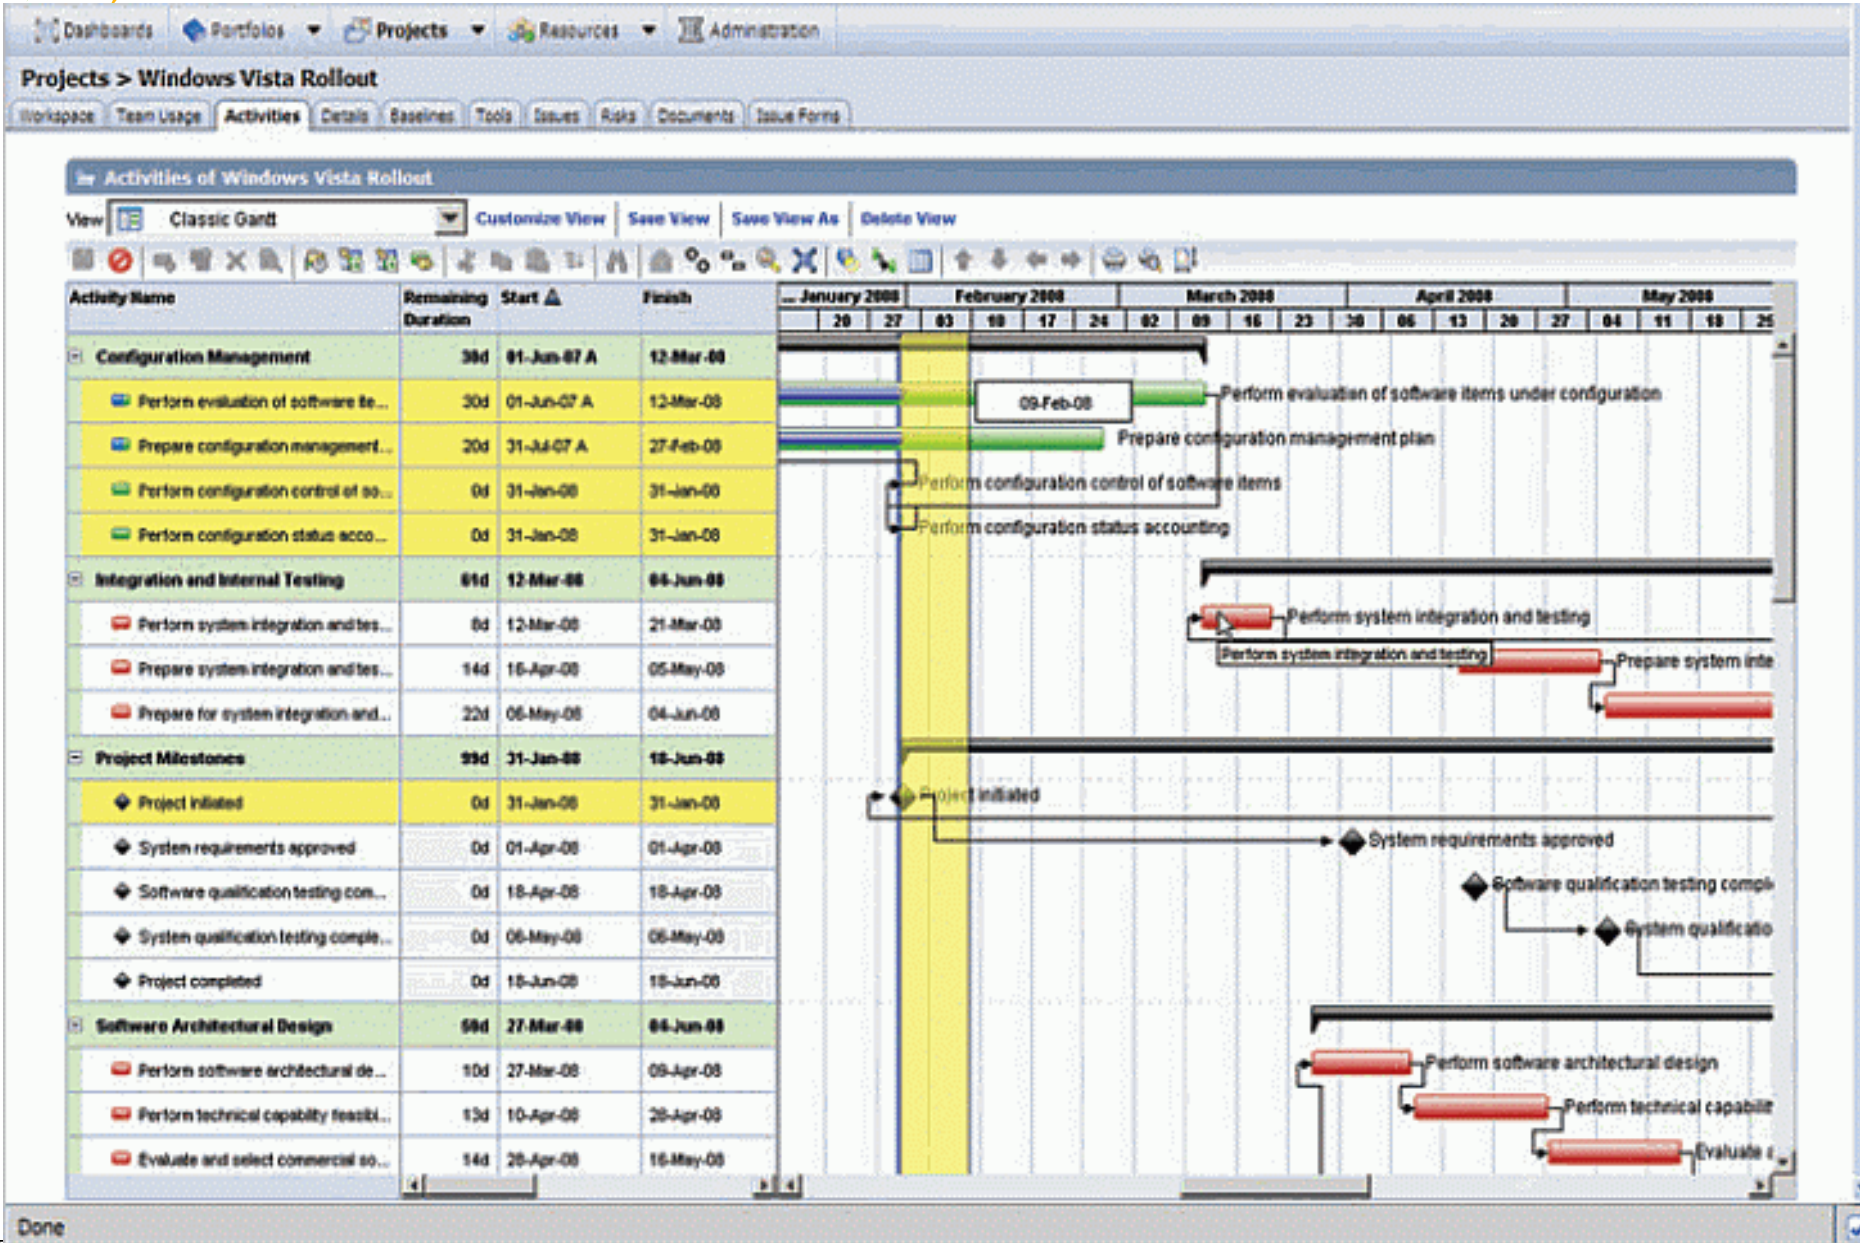 Dashboards Portfolios Projects Resources Administration
Projects > Windows Vista Rollout
Workspace Team Usage Activities Details Baselines Tools Issues Risks Documents Issue Forms
Activities of Windows Vista Rollout
View Classic Gantt Customize View Save View Save View As Delete View
Activity Name Remaining Duration Start Finish ... January 2008 February 2008 March 2008 April 2008 May 2008
20 27 03 10 17 24 02 09 16 23 30 06 13 20 27 04 11 18 25
Configuration Management 30d 01-Jun-07 A 12-Mar-08
Perform evaluation of software ite... 30d 01-Jun-07 A 12-Mar-08 09-Feb-08 Perform evaluation of software items under configuration
Prepare configuration management... 20d 31-Jul-07 A 27-Feb-08 Prepare configuration management plan
Perform configuration control of so... 0d 31-Jan-08 31-Jan-08 Perform configuration control of software items
Perform configuration status acco... 0d 31-Jan-08 31-Jan-08 Perform configuration status accounting
Integration and Internal Testing 61d 12-Mar-08 04-Jun-08
Perform system integration and tes... 8d 12-Mar-08 21-Mar-08 Perform system integration and testing
Perform system integration and testing
Prepare system integration and tes... 14d 16-Apr-08 05-May-08 Prepare system inte
Prepare for system integration and... 22d 06-May-08 04-Jun-08
Project Milestones 99d 31-Jan-08 18-Jun-08
Project initiated 0d 31-Jan-08 31-Jan-08 Project initiated
System requirements approved 0d 01-Apr-08 01-Apr-08 System requirements approved
Software qualification testing com... 0d 18-Apr-08 18-Apr-08 Software qualification testing compl
System qualification testing comple... 0d 06-May-08 06-May-08 System qualificatio
Project completed 0d 18-Jun-08 18-Jun-08
Software Architectural Design 50d 27-Mar-08 04-Jun-08
Perform software architectural de... 10d 27-Mar-08 09-Apr-08 Perform software architectural design
Perform technical capability feasibi... 13d 10-Apr-08 28-Apr-08 Perform technical capabilit
Evaluate and select commercial so... 14d 28-Apr-08 16-May-08 Evaluate a
Done